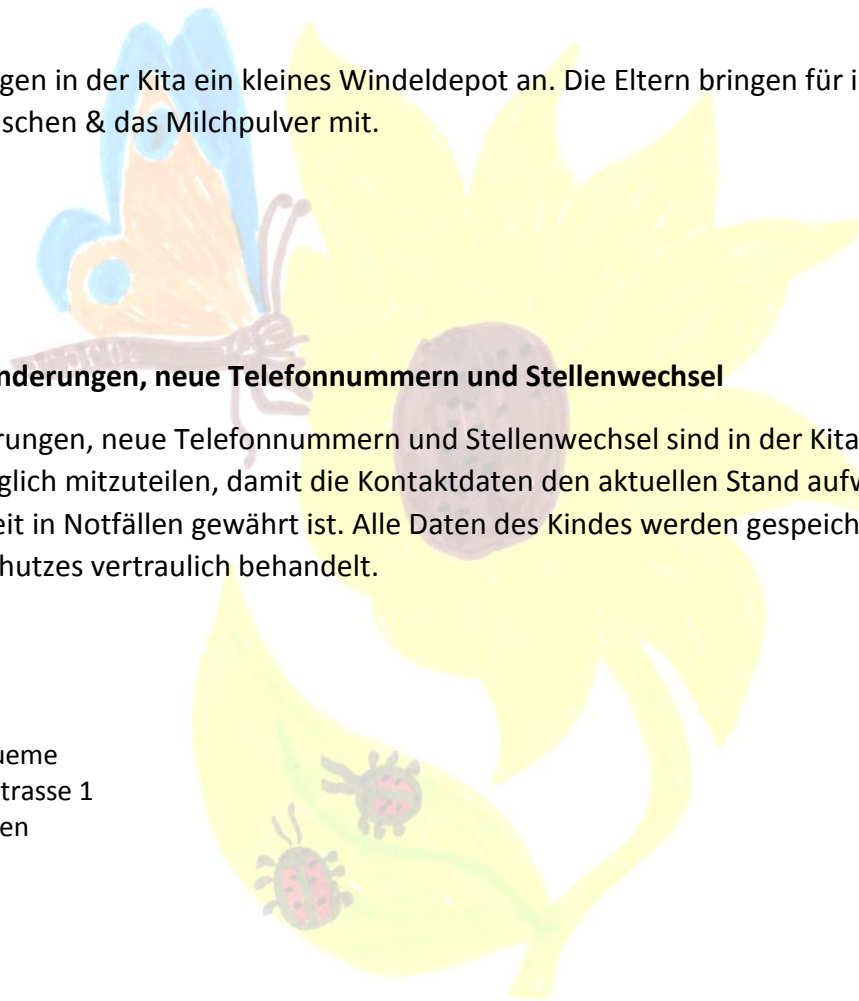 gen in der Kita ein kleines Windeldepot an. Die Eltern bringen für i
schen & das Milchpulver mit.
nderungen, neue Telefonnummern und Stellenwechsel
rungen, neue Telefonnummern und Stellenwechsel sind in der Kita
glich mitzuteilen, damit die Kontaktdaten den aktuellen Stand aufv
eit in Notfällen gewährt ist. Alle Daten des Kindes werden gespeich
hutzes vertraulich behandelt.
ueme
trasse 1
en